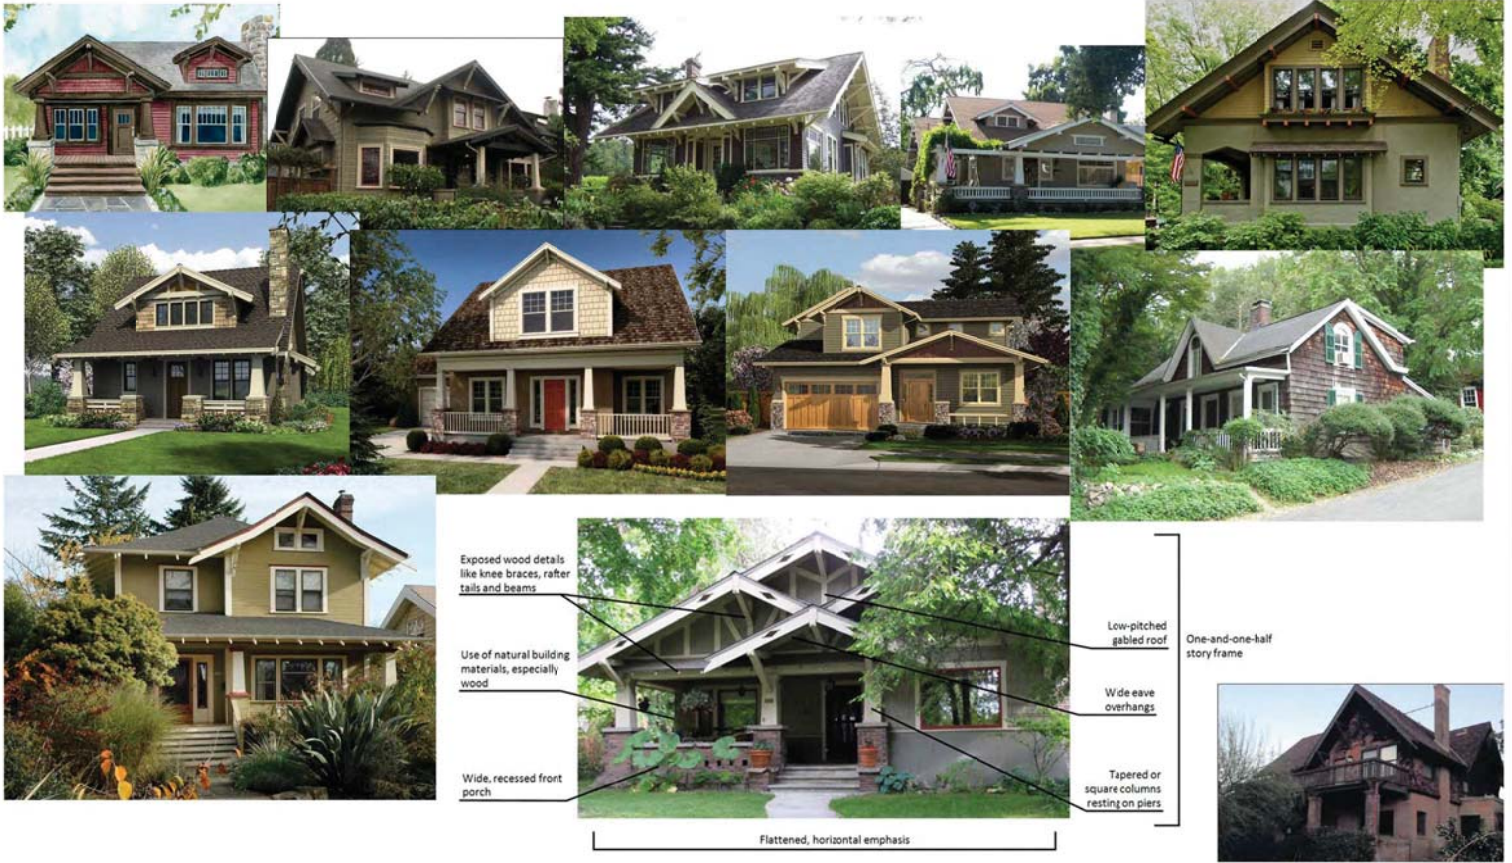 Exposed wood details
like knee braces, rafter
tails and beams
Use of natural building
materials, especially
wood
Wide, recessed front
porch
Low-pitched
gabled roof
Wide eave
overhangs
Tapered or
square columns
resting on piers
One-and-one-half
story frame
Flattened, horizontal emphasis